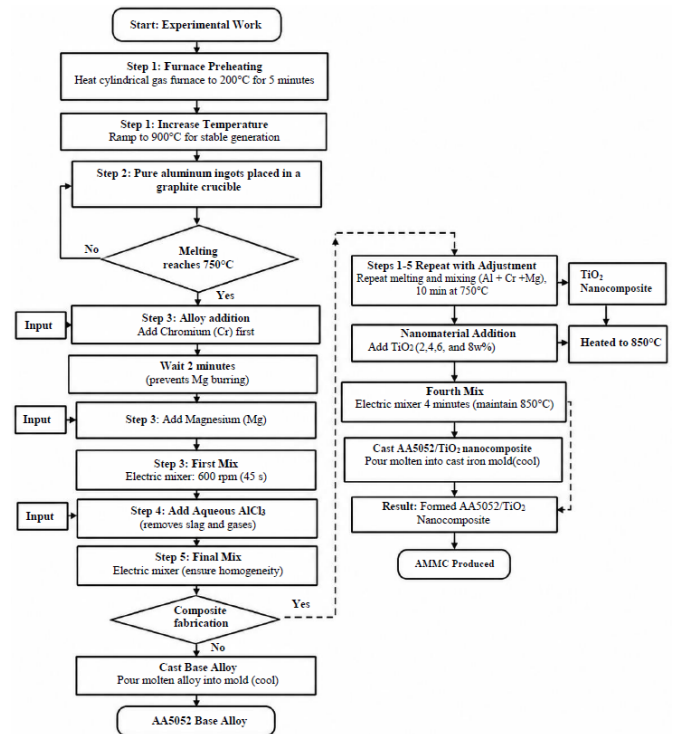 Start: Experimental Work
Step 1: Furnace Preheating
Heat cylindrical gas furnace to 200°C for 5 minutes
Step 1: Increase Temperature
Ramp to 900°C for stable generation
Step 2: Pure aluminum ingots placed in a
graphite crucible
No
Melting
reaches 750°C
Yes
Input
Step 3: Alloy addition
Add Chromium (Cr) first
Wait 2 minutes
(prevents Mg burring)
Input
Step 3: Add Magnesium (Mg)
Step 3: First Mix
Electric mixer: 600 rpm (45 s)
Input
Step 4: Add Aqueous AlCl₃
(removes slag and gases)
Step 5: Final Mix
Electric mixer (ensure homogeneity)
Composite
fabrication
Yes
No
Cast Base Alloy
Pour molten alloy into mold (cool)
AA5052 Base Alloy
Steps 1-5 Repeat with Adjustment
Repeat melting and mixing (Al + Cr +Mg),
10 min at 750°C
TiO₂
Nanocomposite
Nanomaterial Addition
Add TiO₂ (2,4,6, and 8w%)
Heated to 850°C
Fourth Mix
Electric mixer 4 minutes (maintain 850°C)
Cast AA5052/TiO₂ nanocomposite
Pour molten into cast iron mold(cool)
Result: Formed AA5052/TiO₂
Nanocomposite
AMMC Produced